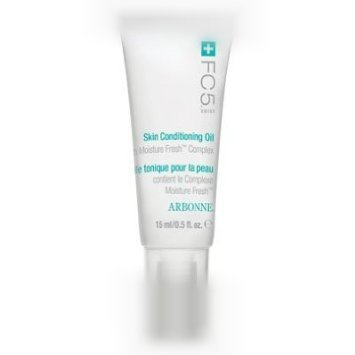 FC5
Skin Conditioning Oil
Moisture Fresh™ Complex
tonique pour la peau
contient le Complexe
Moisture Fresh™
ARBONNE
15 ml/0.5 fl. oz. ℮